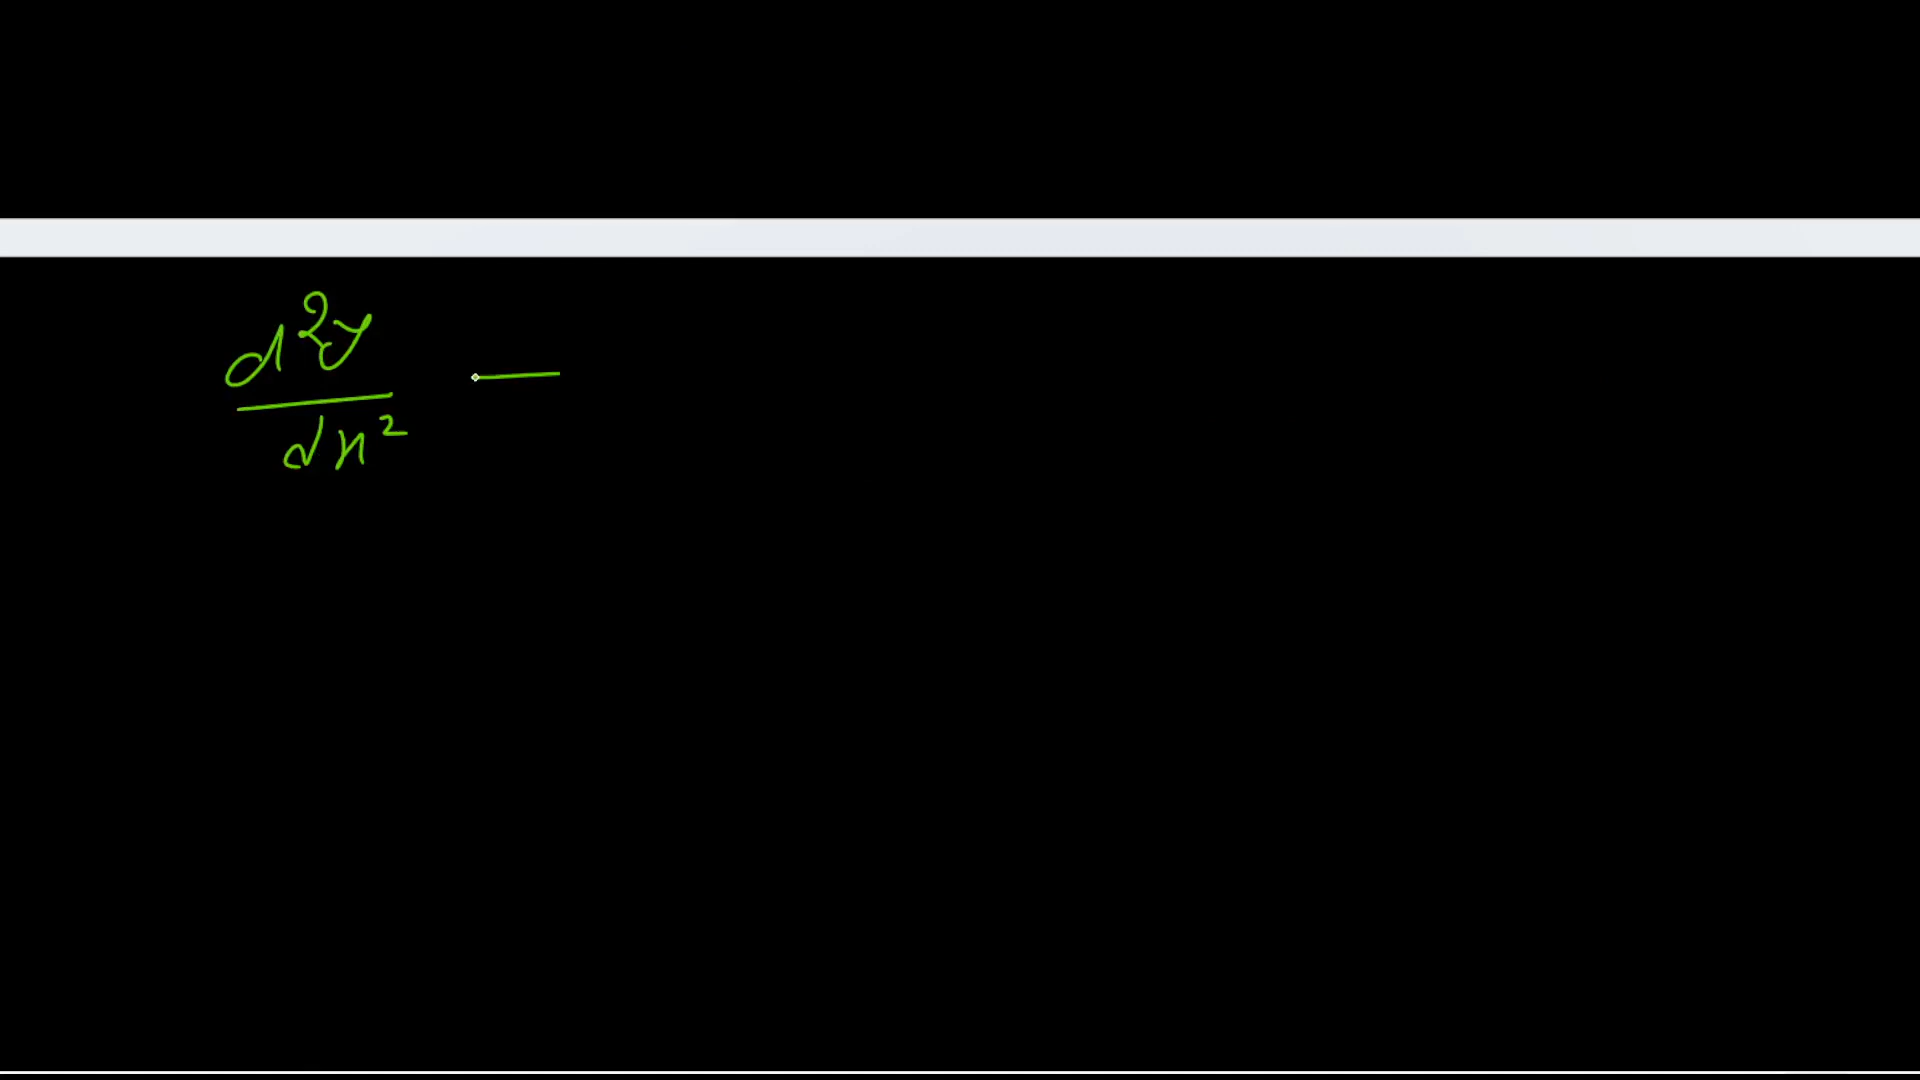 d²y/dx² —